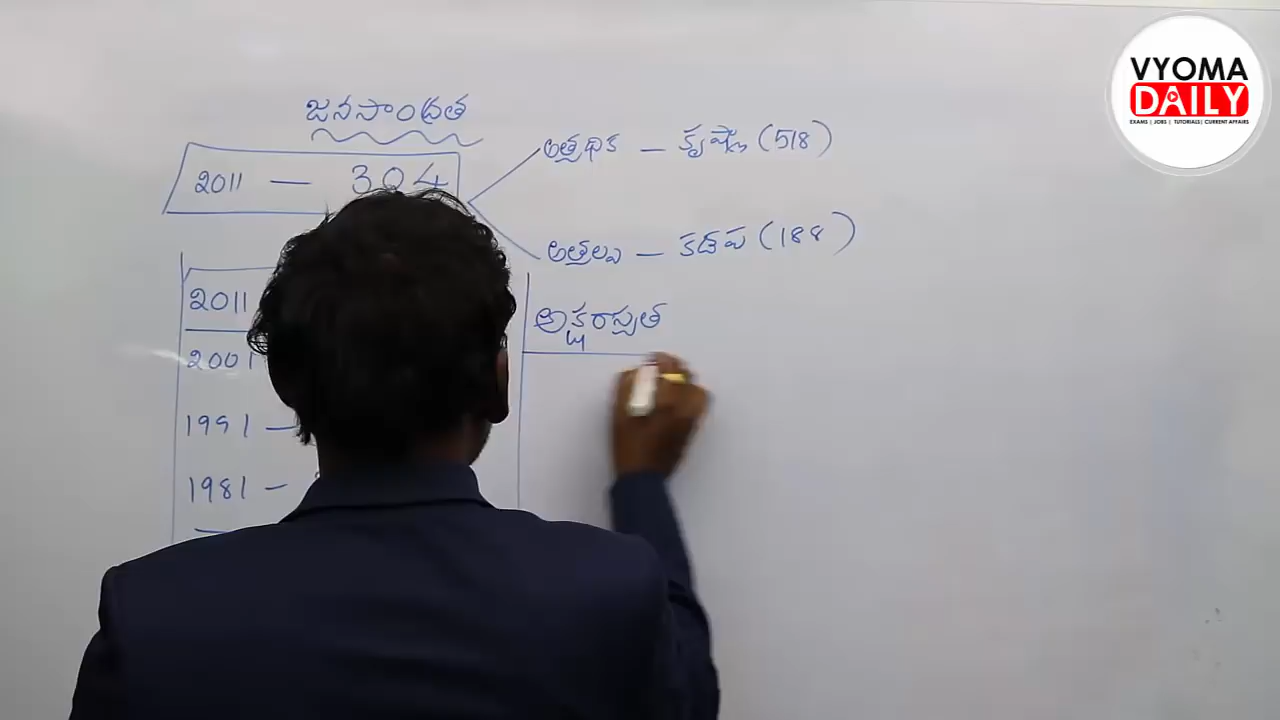 VYOMA
DAILY
EXAMS | JOBS | TUTORIALS | CURRENT AFFAIRS
జనసాంద్రత
2011 — 304
అత్యధిక — కృష్ణా (518)
అత్యల్ప — కడప (188)
2011
అక్షరాస్యత
2001
1991 —
1981 —